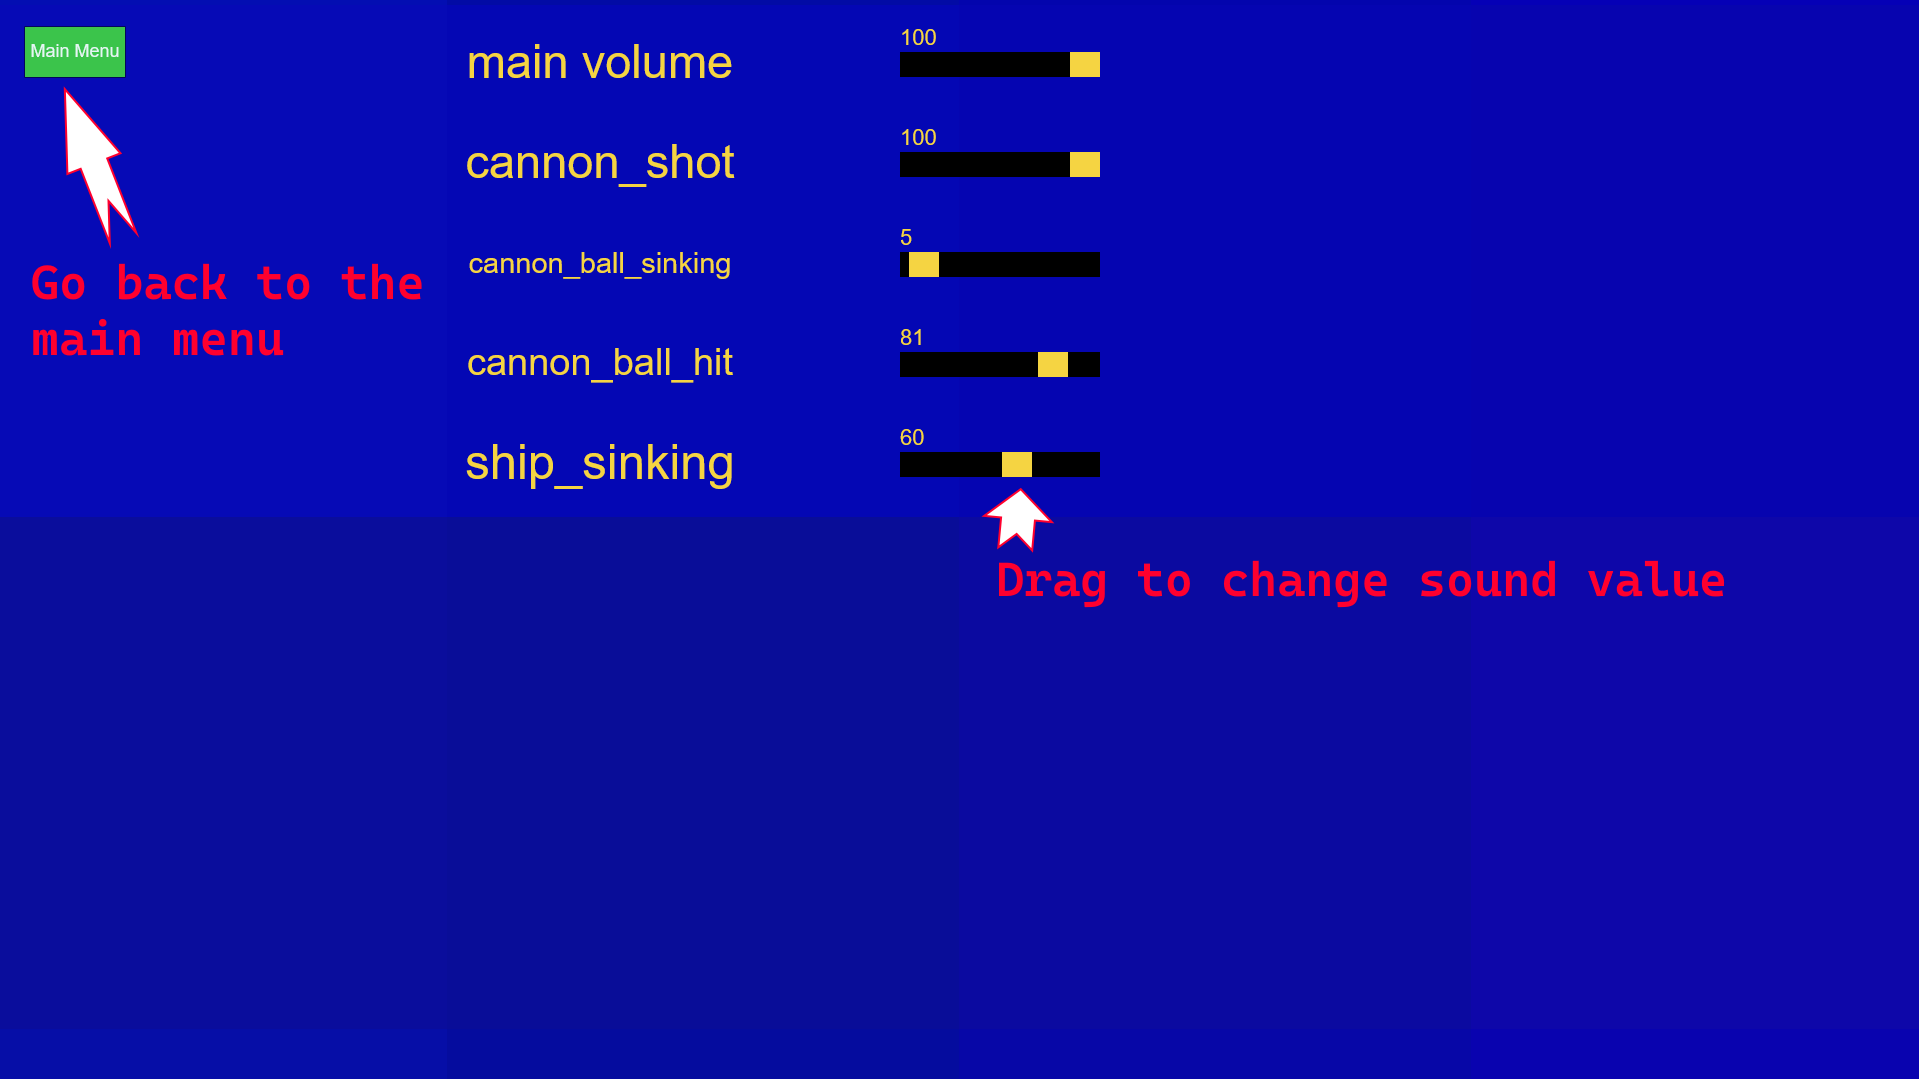 Main Menu
Go back to the
main menu
main volume
100
cannon_shot
100
cannon_ball_sinking
5
cannon_ball_hit
81
ship_sinking
60
Drag to change sound value